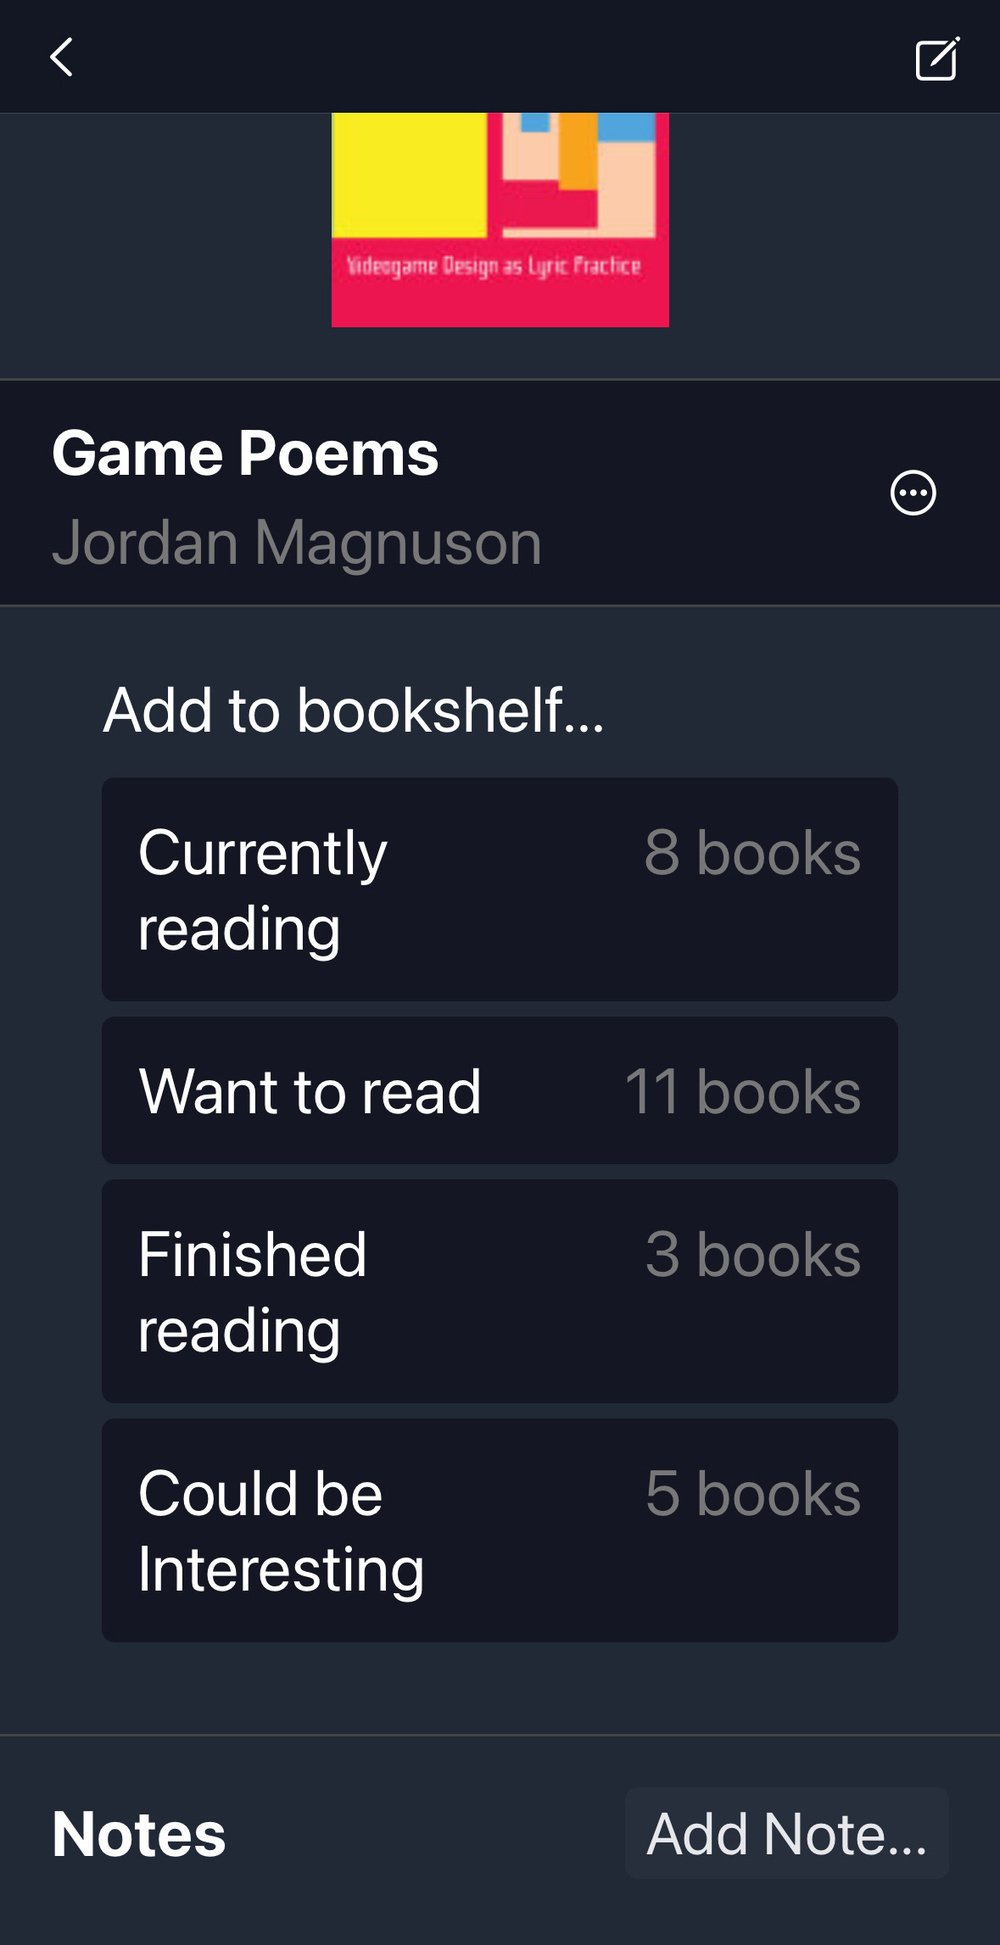 Videogame Design as Lyric Practice
Game Poems
Jordan Magnuson
Add to bookshelf...
Currently
reading
8 books
Want to read
11 books
Finished
reading
3 books
Could be
Interesting
5 books
Notes
Add Note...